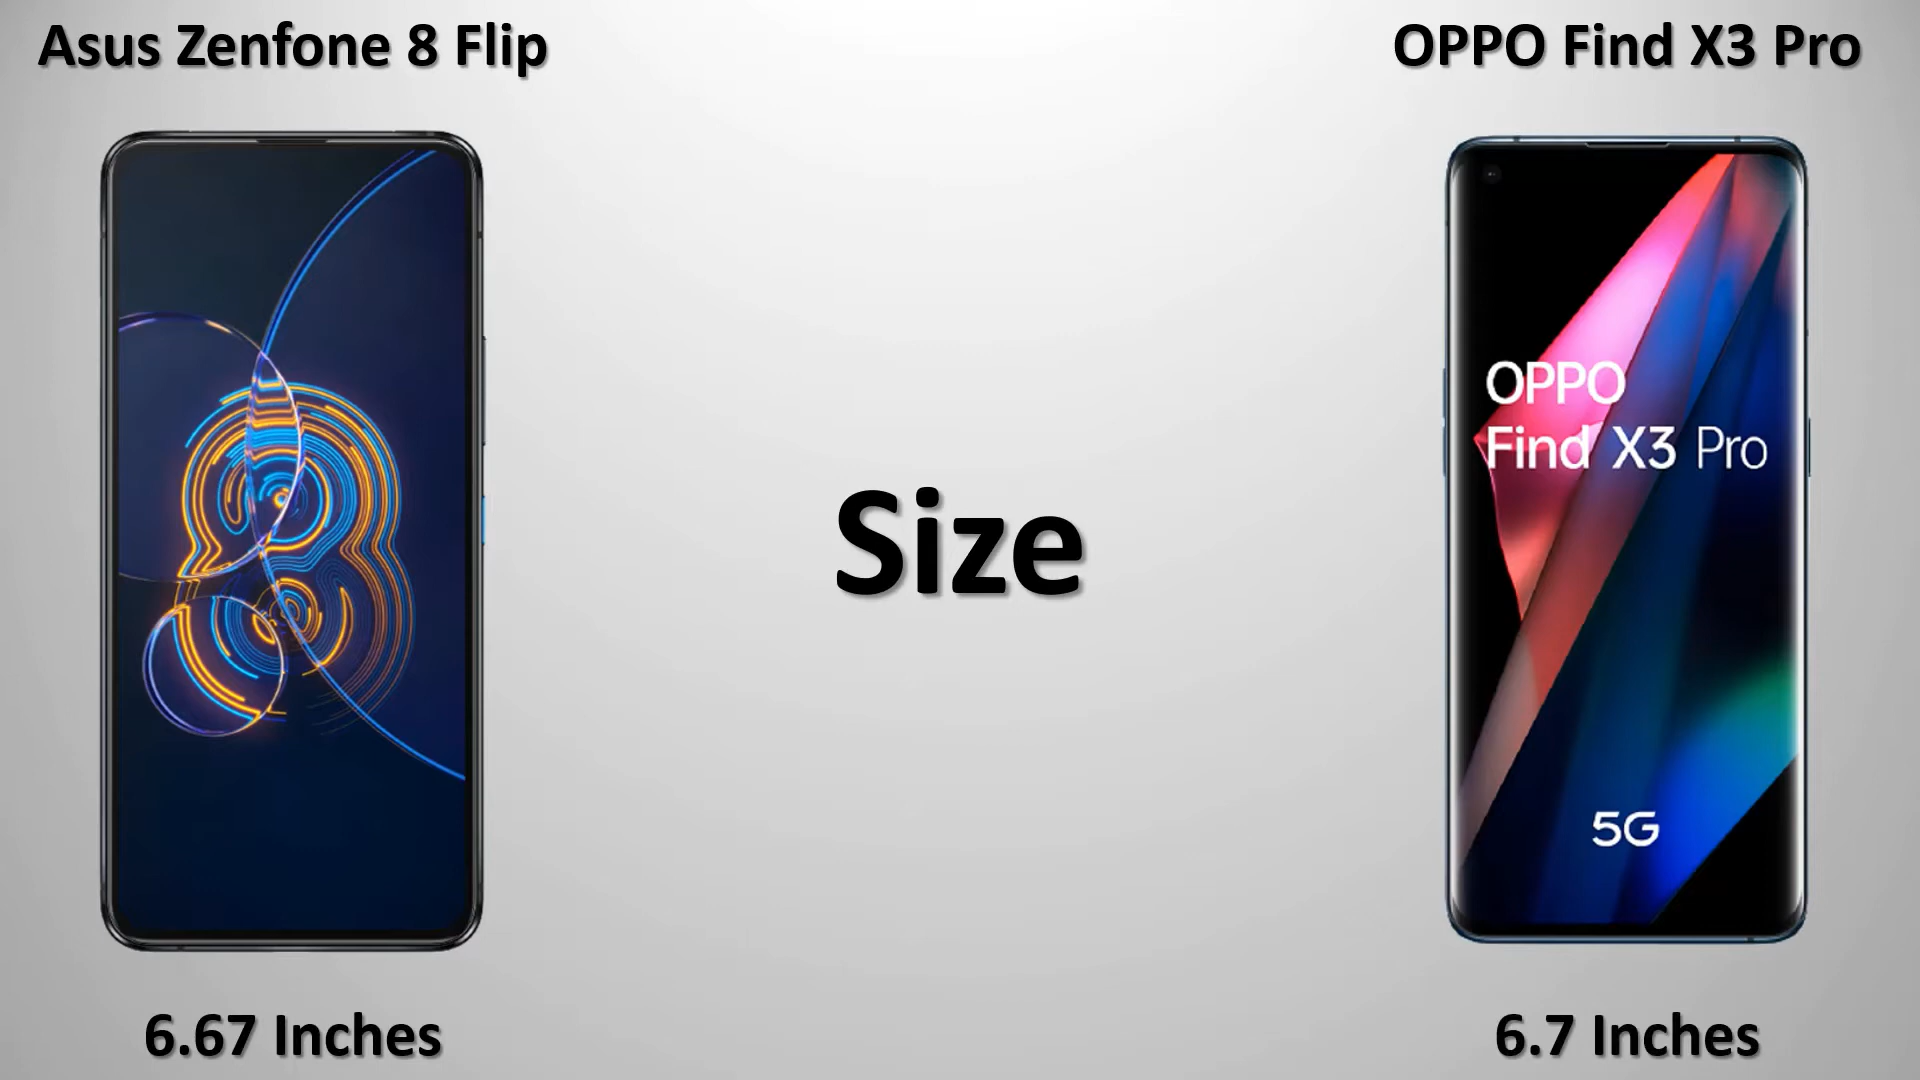 Asus Zenfone 8 Flip
OPPO Find X3 Pro
OPPO
Find X3 Pro
Size
5G
6.67 Inches
6.7 Inches